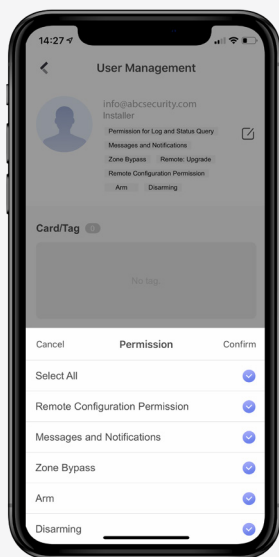 14:27
User Management
info@abcsecurity.com
Installer
Permission for Log and Status Query
Messages and Notifications
Zone Bypass Remote: Upgrade
Remote Configuration Permission
Arm Disarming
Card/Tag 0
No tag
Cancel Permission Confirm
Select All
Remote Configuration Permission
Messages and Notifications
Zone Bypass
Arm
Disarming